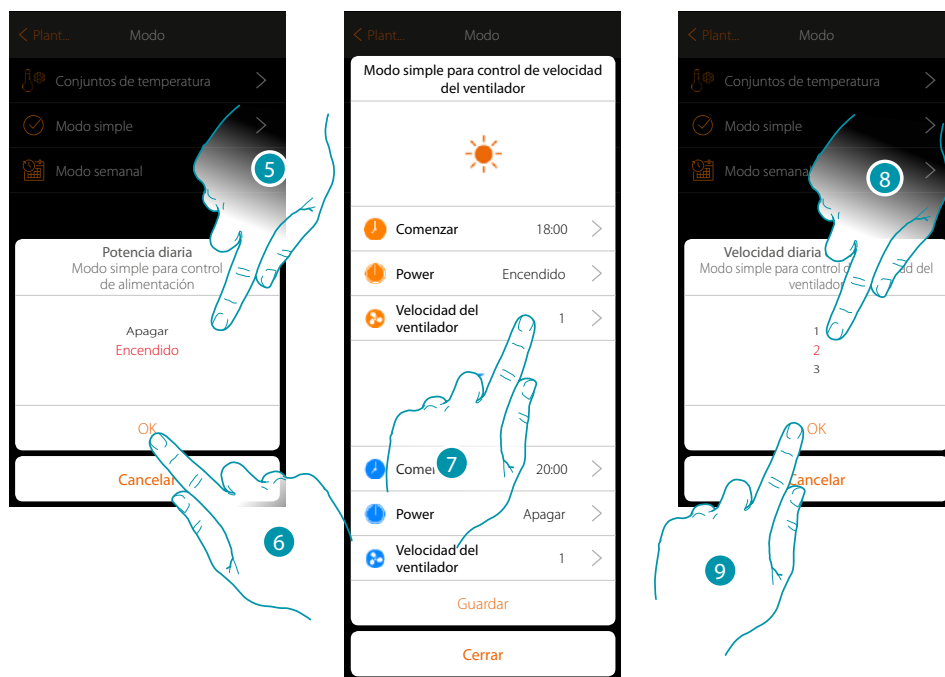 Plant...
Modo
Conjuntos de temperatura
Modo simple
Modo semanal
5
Potencia diaria
Modo simple para control
de alimentación
Apagar
Encendido
OK
Cancelar
6
Plant...
Modo
Modo simple para control de velocidad
del ventilador
Comenzar 18:00
Power Encendido
Velocidad del
ventilador 1
7
20:00
Power Apagar
Velocidad del
ventilador 1
Guardar
Cerrar
Plant...
Modo
Conjuntos de temperatura
Modo simple
Modo semanal
8
Velocidad diaria
Modo simple para control del
ventilador
1
2
3
OK
Cancelar
9